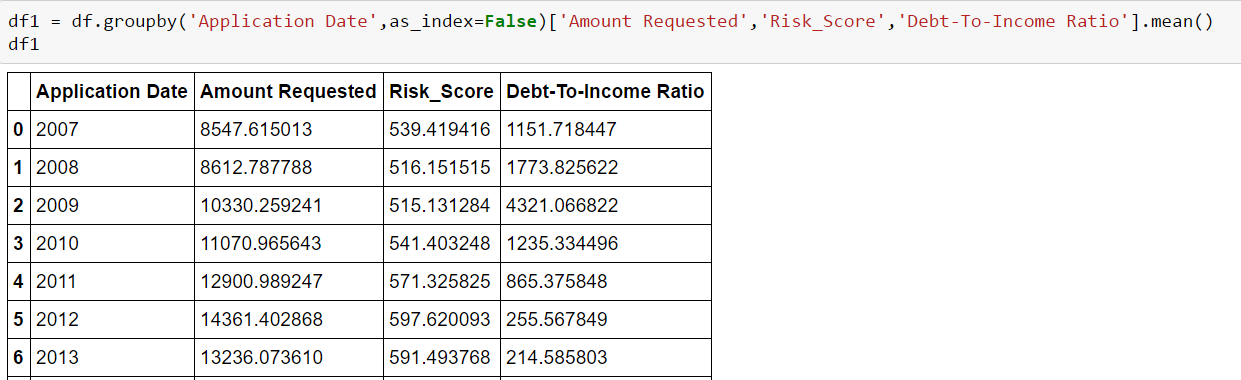 df1 = df.groupby('Application Date',as_index=False)['Amount Requested','Risk_Score','Debt-To-Income Ratio'].mean()
df1
Application Date Amount Requested Risk_Score Debt-To-Income Ratio
0 2007 8547.615013 539.419416 1151.718447
1 2008 8612.787788 516.151515 1773.825622
2 2009 10330.259241 515.131284 4321.066822
3 2010 11070.965643 541.403248 1235.334496
4 2011 12900.989247 571.325825 865.375848
5 2012 14361.402868 597.620093 255.567849
6 2013 13236.073610 591.493768 214.585803